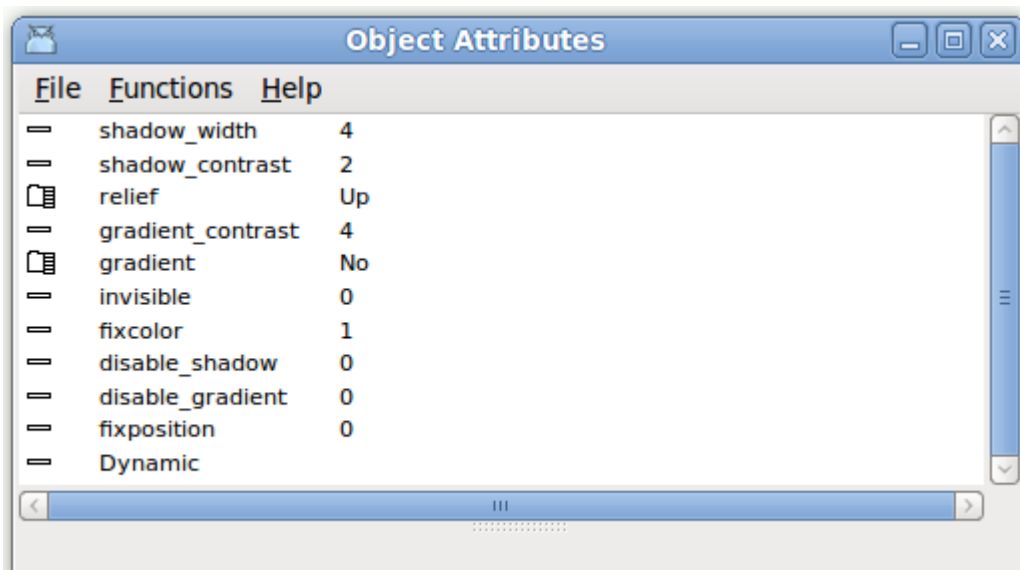 Object Attributes
File Functions Help
shadow_width 4
shadow_contrast 2
relief Up
gradient_contrast 4
gradient No
invisible 0
fixcolor 1
disable_shadow 0
disable_gradient 0
fixposition 0
Dynamic